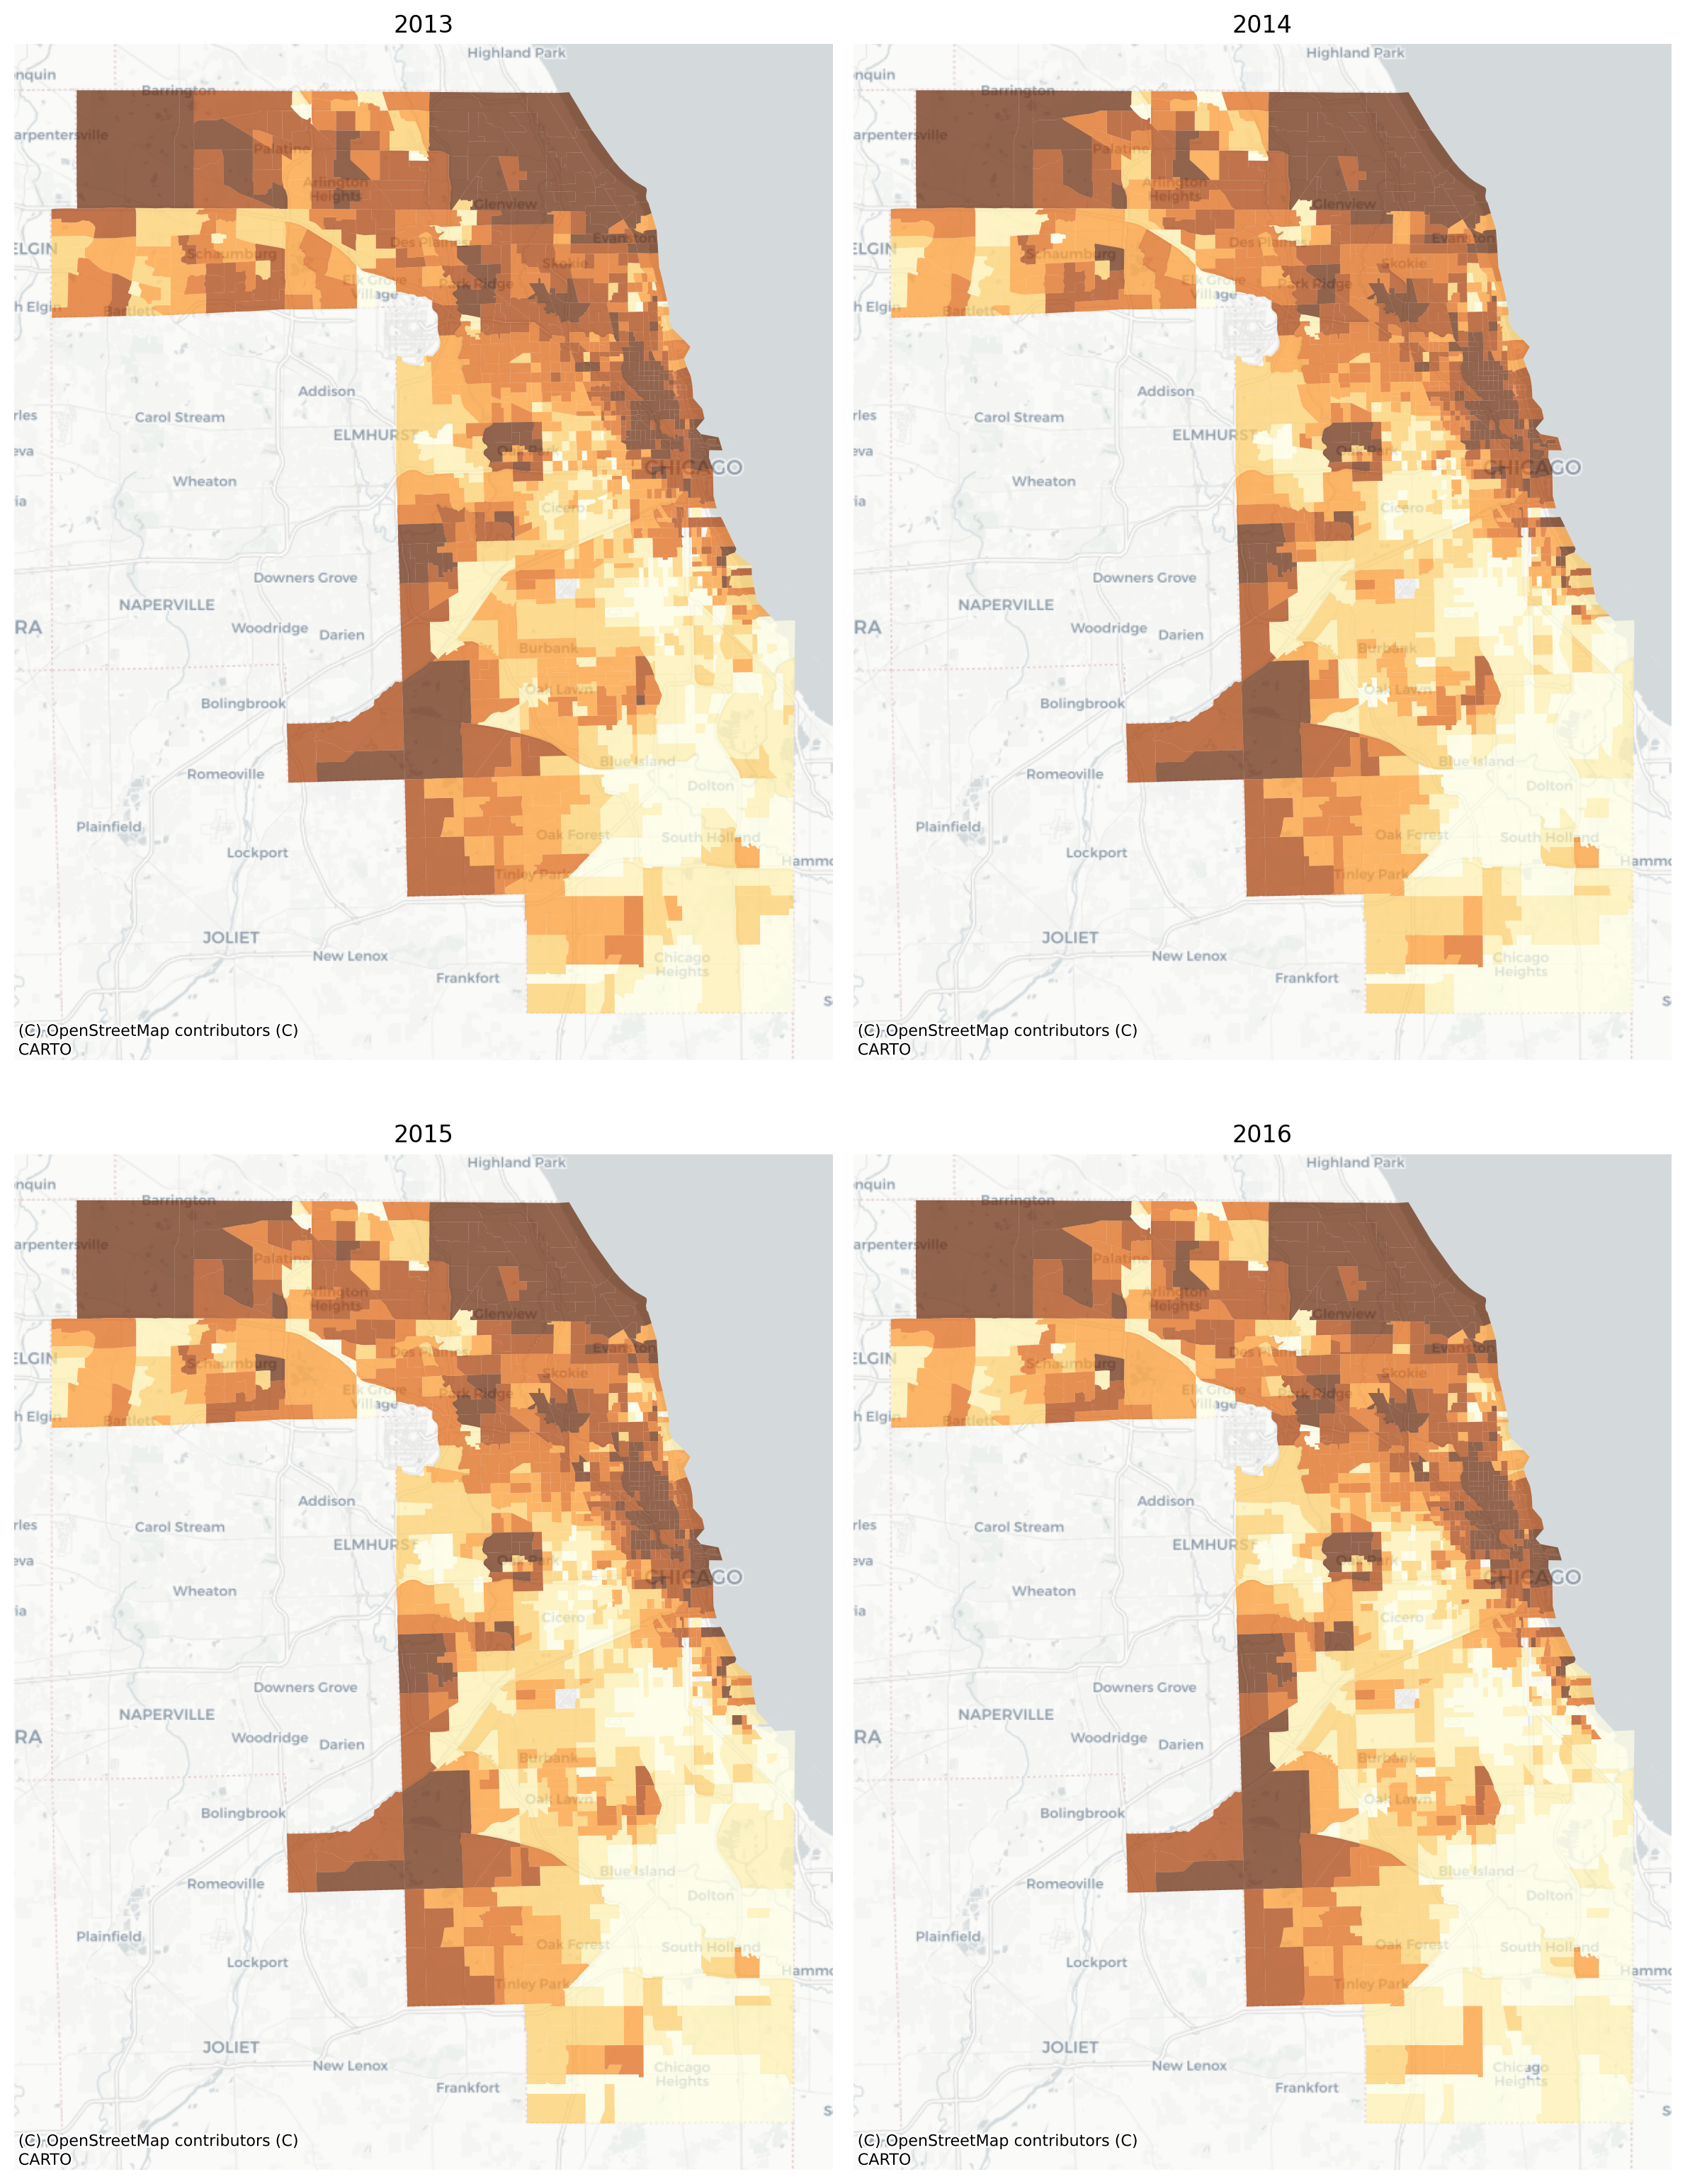 2013
Highland Park
nquin
Barrington
arpentersville
Palatine
Arlington
Heights
Glenview
ELGIN
Des Plaines
Evanston
Schaumburg
Skokie
Elk Grove
Village
Park Ridge
h Elgin
Bartlett
Addison
rles
Carol Stream
ELMHURST
eva
Oak Park
CHICAGO
Wheaton
ia
Cicero
Downers Grove
NAPERVILLE
RA
Woodridge
Darien
Burbank
Oak Lawn
Bolingbrook
Blue Island
Romeoville
Dolton
Plainfield
Oak Forest
South Holland
Lockport
Hammo
Tinley Park
JOLIET
New Lenox
Chicago
Heights
Frankfort
S
(C) OpenStreetMap contributors (C)
CARTO
2014
Highland Park
nquin
Barrington
arpentersville
Palatine
Arlington
Heights
Glenview
ELGIN
Des Plaines
Evanston
Schaumburg
Skokie
Elk Grove
Village
Park Ridge
h Elgin
Bartlett
Addison
rles
Carol Stream
ELMHURST
eva
Oak Park
CHICAGO
Wheaton
ia
Cicero
Downers Grove
NAPERVILLE
RA
Woodridge
Darien
Burbank
Oak Lawn
Bolingbrook
Blue Island
Romeoville
Dolton
Plainfield
Oak Forest
South Holland
Lockport
Hammo
Tinley Park
JOLIET
New Lenox
Chicago
Heights
Frankfort
S
(C) OpenStreetMap contributors (C)
CARTO
2015
Highland Park
nquin
Barrington
arpentersville
Palatine
Arlington
Heights
Glenview
ELGIN
Des Plaines
Evanston
Schaumburg
Skokie
Elk Grove
Village
Park Ridge
h Elgin
Bartlett
Addison
rles
Carol Stream
ELMHURST
eva
Oak Park
CHICAGO
Wheaton
ia
Cicero
Downers Grove
NAPERVILLE
RA
Woodridge
Darien
Burbank
Oak Lawn
Bolingbrook
Blue Island
Romeoville
Dolton
Plainfield
Oak Forest
South Holland
Lockport
Hammo
Tinley Park
JOLIET
New Lenox
Chicago
Heights
Frankfort
S
(C) OpenStreetMap contributors (C)
CARTO
2016
Highland Park
nquin
Barrington
arpentersville
Palatine
Arlington
Heights
Glenview
ELGIN
Des Plaines
Evanston
Schaumburg
Skokie
Elk Grove
Village
Park Ridge
h Elgin
Bartlett
Addison
rles
Carol Stream
ELMHURST
eva
Oak Park
CHICAGO
Wheaton
ia
Cicero
Downers Grove
NAPERVILLE
RA
Woodridge
Darien
Burbank
Oak Lawn
Bolingbrook
Blue Island
Romeoville
Dolton
Plainfield
Oak Forest
South Holland
Lockport
Hammo
Tinley Park
JOLIET
New Lenox
Chicago
Heights
Frankfort
S
(C) OpenStreetMap contributors (C)
CARTO